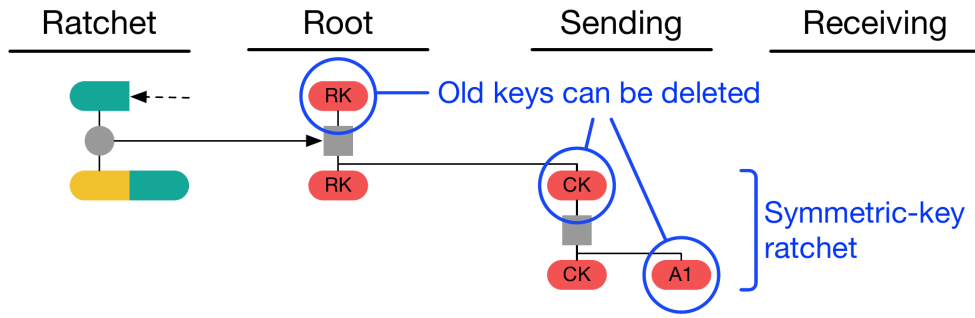 Ratchet Root Sending Receiving
RK Old keys can be deleted
RK CK
Symmetric-key
ratchet
CK A1